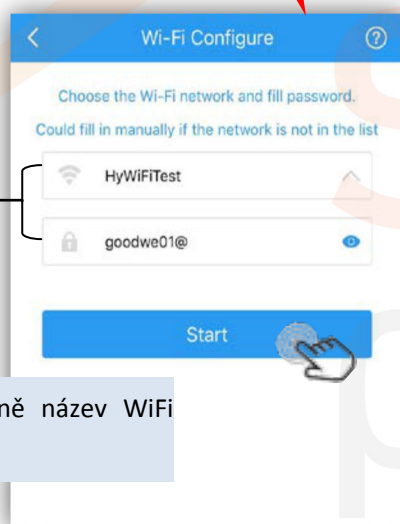 Wi-Fi Configure
Choose the Wi-Fi network and fill password.
Could fill in manually if the network is not in the list
HyWiFiTest
goodwe01@
Start
název WiFi